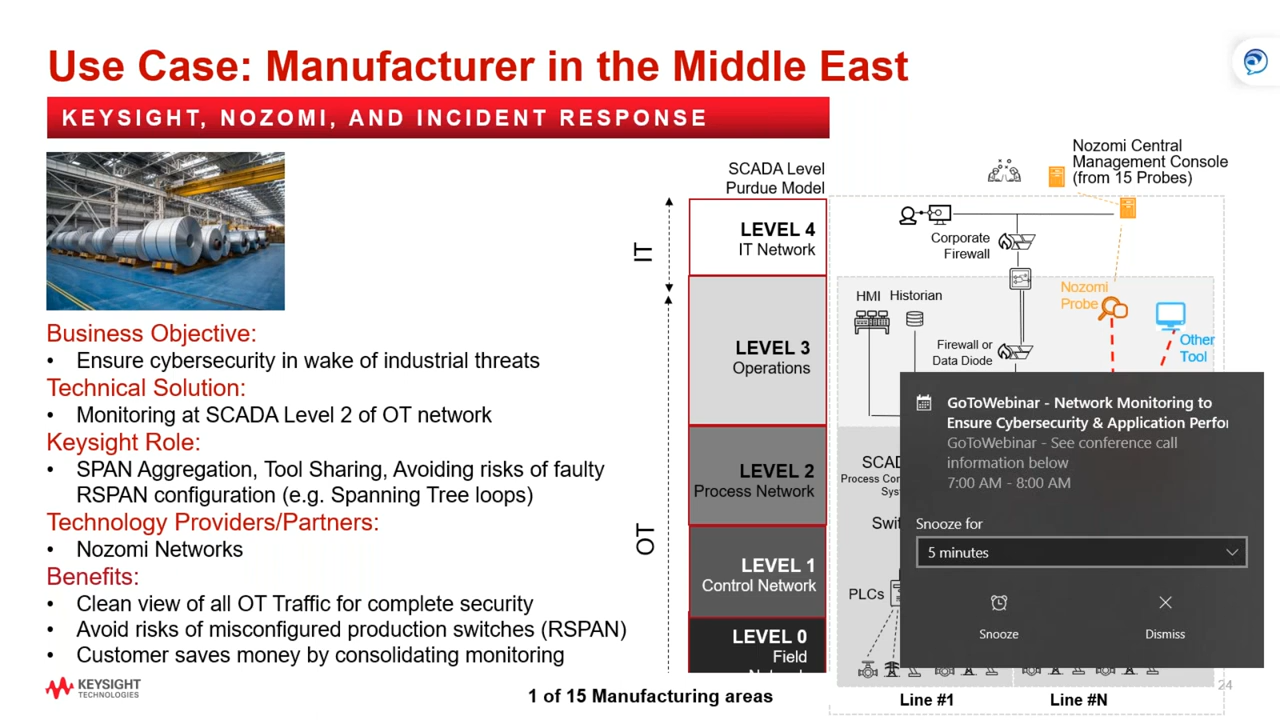 Use Case: Manufacturer in the Middle East
KEYSIGHT, NOZOMI, AND INCIDENT RESPONSE
Business Objective:
• Ensure cybersecurity in wake of industrial threats
Technical Solution:
• Monitoring at SCADA Level 2 of OT network
Keysight Role:
• SPAN Aggregation, Tool Sharing, Avoiding risks of faulty
RSPAN configuration (e.g. Spanning Tree loops)
Technology Providers/Partners:
• Nozomi Networks
Benefits:
• Clean view of all OT Traffic for complete security
• Avoid risks of misconfigured production switches (RSPAN)
• Customer saves money by consolidating monitoring
KEYSIGHT
TECHNOLOGIES
SCADA Level
Purdue Model
IT
OT
LEVEL 4
IT Network
LEVEL 3
Operations
LEVEL 2
Process Network
LEVEL 1
Control Network
LEVEL 0
Field
1 of 15 Manufacturing areas
Nozomi Central
Management Console
(from 15 Probes)
Corporate
Firewall
HMI
Historian
Nozomi
Probe
Firewall or
Data Diode
Other
Tool
SCAD
Process Con
Sys
Swi
PLCs
GoToWebinar - Network Monitoring to
Ensure Cybersecurity & Application Perfor
GoToWebinar - See conference call
information below
7:00 AM - 8:00 AM
Snooze for
5 minutes
Snooze
Dismiss
Line #1
Line #N
24